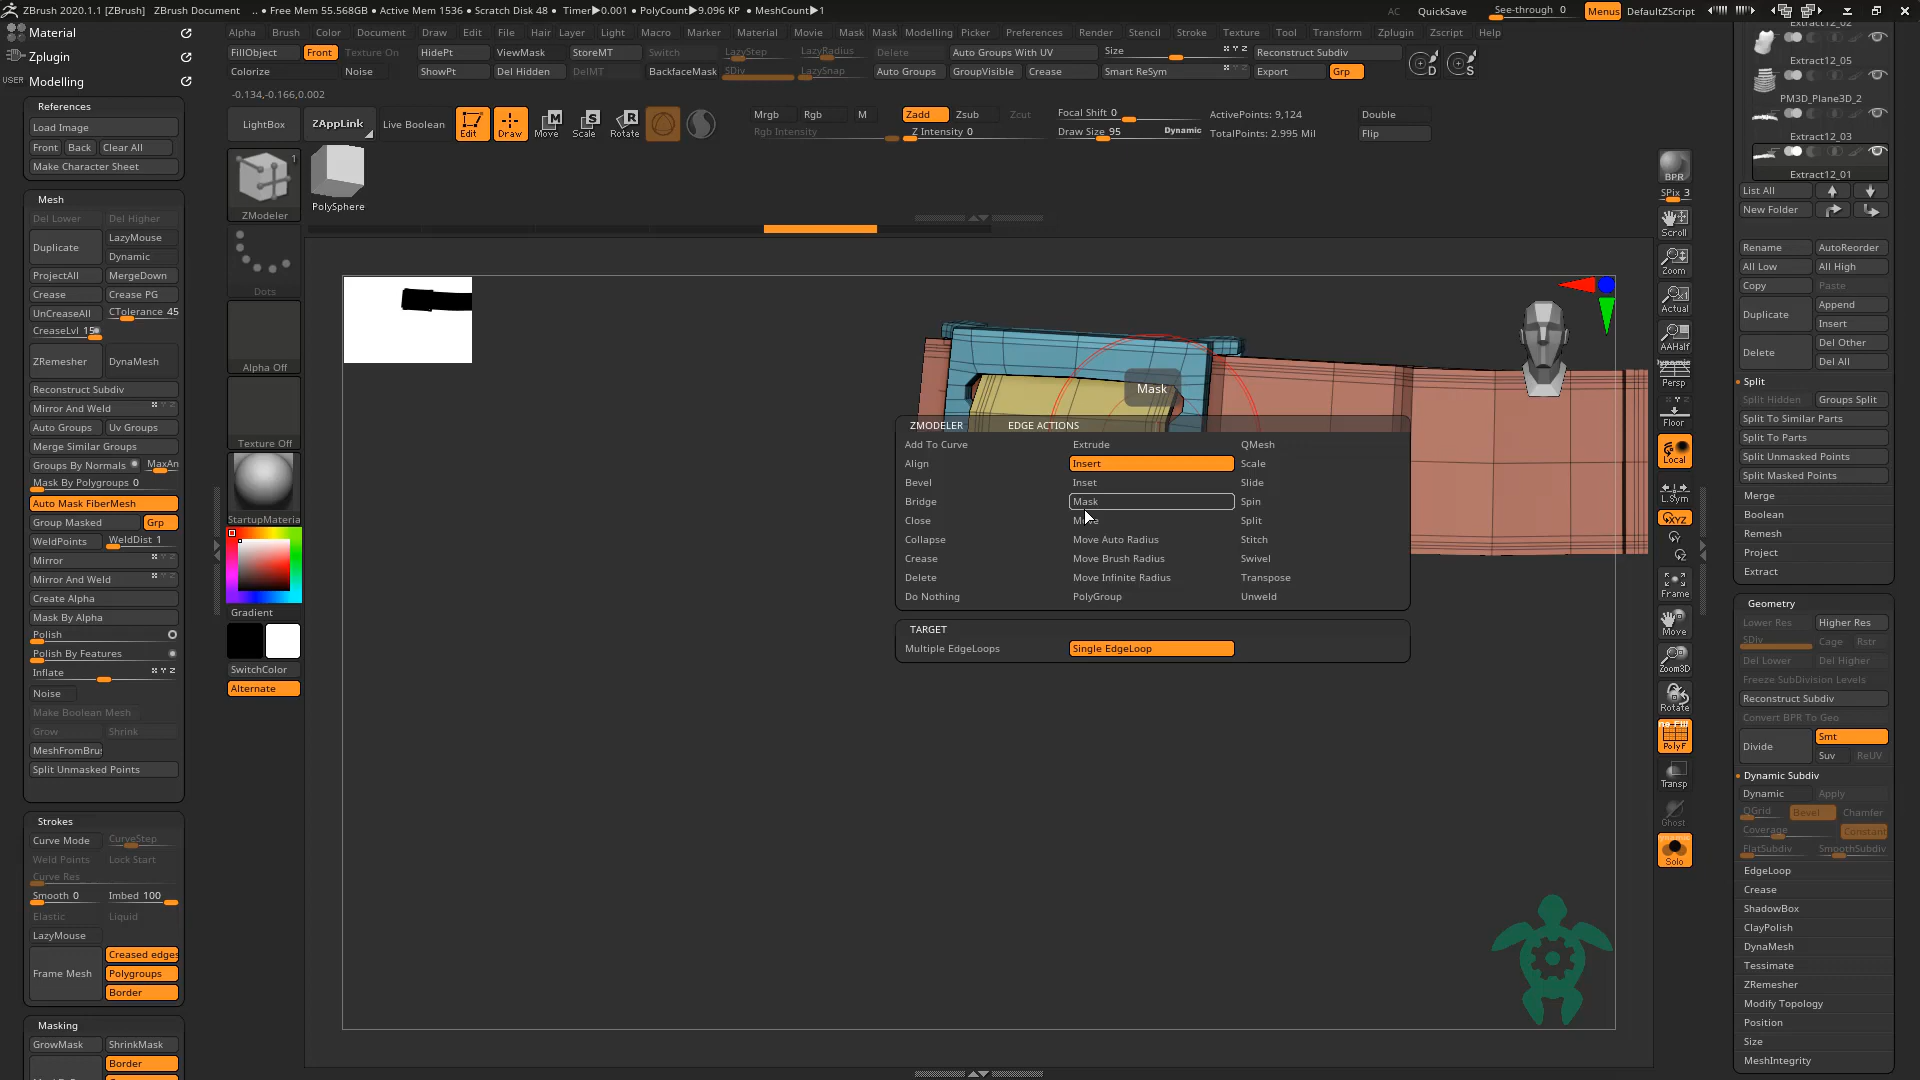 ZBrush 2020.1.1 [ZBrush] ZBrush Document .. • Free Mem 55.568GB • Active Mem 1536 • Scratch Disk 48 • Timer▶0.001 • PolyCount▶9.096 KP • MeshCount▶1 AC QuickSave See-through 0 Menus DefaultZScript
Material
Zplugin
USER Modelling
Alpha Brush Color Document Draw Edit File Hair Layer Light Macro Marker Material Movie Mask Mask Modelling Picker Preferences Render Stencil Stroke Texture Tool Transform Zplugin Zscript Help
FillObject Front Texture On HidePt ViewMask StoreMT Switch LazyStep LazyRadius Delete Auto Groups With UV Size Reconstruct Subdiv
Colorize Noise ShowPt Del Hidden DelMT BackfaceMask SDiv LazySnap Auto Groups GroupVisible Crease Smart ReSym Export Grp D S
-0.134,-0.166,0.002
LightBox ZAppLink Live Boolean Edit Draw Move Scale Rotate
Mrgb Rgb M Zadd Zsub Zcut Focal Shift 0 ActivePoints: 9,124 Double
Rgb Intensity Z Intensity 0 Draw Size 95 Dynamic TotalPoints: 2.995 Mil Flip
References
Load Image
Front Back Clear All
Make Character Sheet
Mesh
Del Lower Del Higher
Duplicate LazyMouse
Dynamic
ProjectAll MergeDown
Crease Crease PG
UnCreaseAll CTolerance 45
CreaseLvl 15
ZRemesher DynaMesh
Reconstruct Subdiv
Mirror And Weld
Auto Groups Uv Groups
Merge Similar Groups
Groups By Normals MaxAn
Mask By Polygroups 0
Auto Mask FiberMesh
Group Masked Grp
WeldPoints WeldDist 1
Mirror
Mirror And Weld
Create Alpha
Mask By Alpha
Polish
Polish By Features
Inflate
Noise
Make Boolean Mesh
Grow Shrink
MeshFromBrus
Split Unmasked Points
Strokes
Curve Mode CurveStep
Weld Points Lock Start
Curve Res
Smooth 0 Imbed 100
Elastic Liquid
LazyMouse
Frame Mesh Creased edges
Polygroups
Border
Masking
GrowMask ShrinkMask
Border
1
ZModeler
PolySphere
Dots
Alpha Off
Texture Off
StartupMateria
Gradient
SwitchColor
Alternate
Mask
ZMODELER EDGE ACTIONS
Add To Curve Extrude QMesh
Align Insert Scale
Bevel Inset Slide
Bridge Mask Spin
Close Split
Collapse Move Auto Radius Stitch
Crease Move Brush Radius Swivel
Delete Move Infinite Radius Transpose
Do Nothing PolyGroup Unweld
TARGET
Multiple EdgeLoops Single EdgeLoop
BPR
SPix 3
Scroll
Zoom
Actual
AAHalf
Dynamic
Persp
Floor
Local
L.Sym
XYZ
Frame
Move
Zoom3D
Rotate
PolyF
Transp
Ghost
Solo
Extract12_05
PM3D_Plane3D_2
Extract12_03
Extract12_01
List All
New Folder
Rename AutoReorder
All Low All High
Copy Paste
Duplicate Append
Insert
Delete Del Other
Del All
Split
Split Hidden Groups Split
Split To Similar Parts
Split To Parts
Split Unmasked Points
Split Masked Points
Merge
Boolean
Remesh
Project
Extract
Geometry
Lower Res Higher Res
SDiv Cage Rstr
Del Lower Del Higher
Freeze SubDivision Levels
Reconstruct Subdiv
Convert BPR To Geo
Divide Smt
Suv ReUV
Dynamic Subdiv
Dynamic Apply
QGrid Bevel Chamfer
Coverage Constant
FlatSubdiv SmoothSubdiv
EdgeLoop
Crease
ShadowBox
ClayPolish
DynaMesh
Tessimate
ZRemesher
Modify Topology
Position
Size
MeshIntegrity